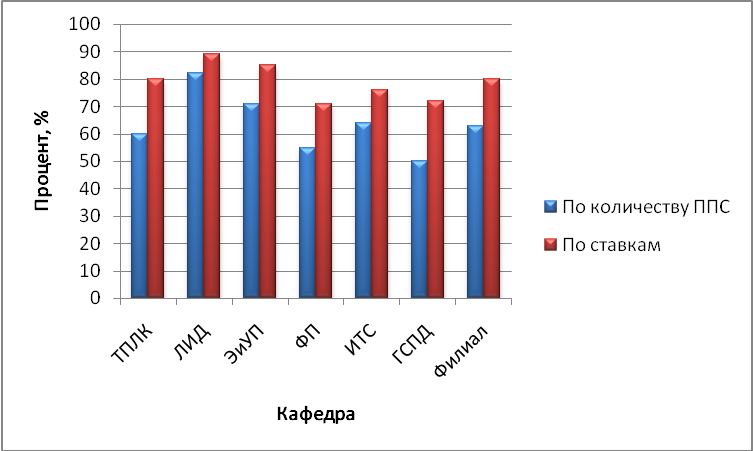 100
90
80
70
60
50
40
30
20
10
0
Процент, %
ТПЛК
ЛИД
ЭиУП
ФП
ИТС
ГСПД
Филиал
Кафедра
По количеству ППС
По ставкам